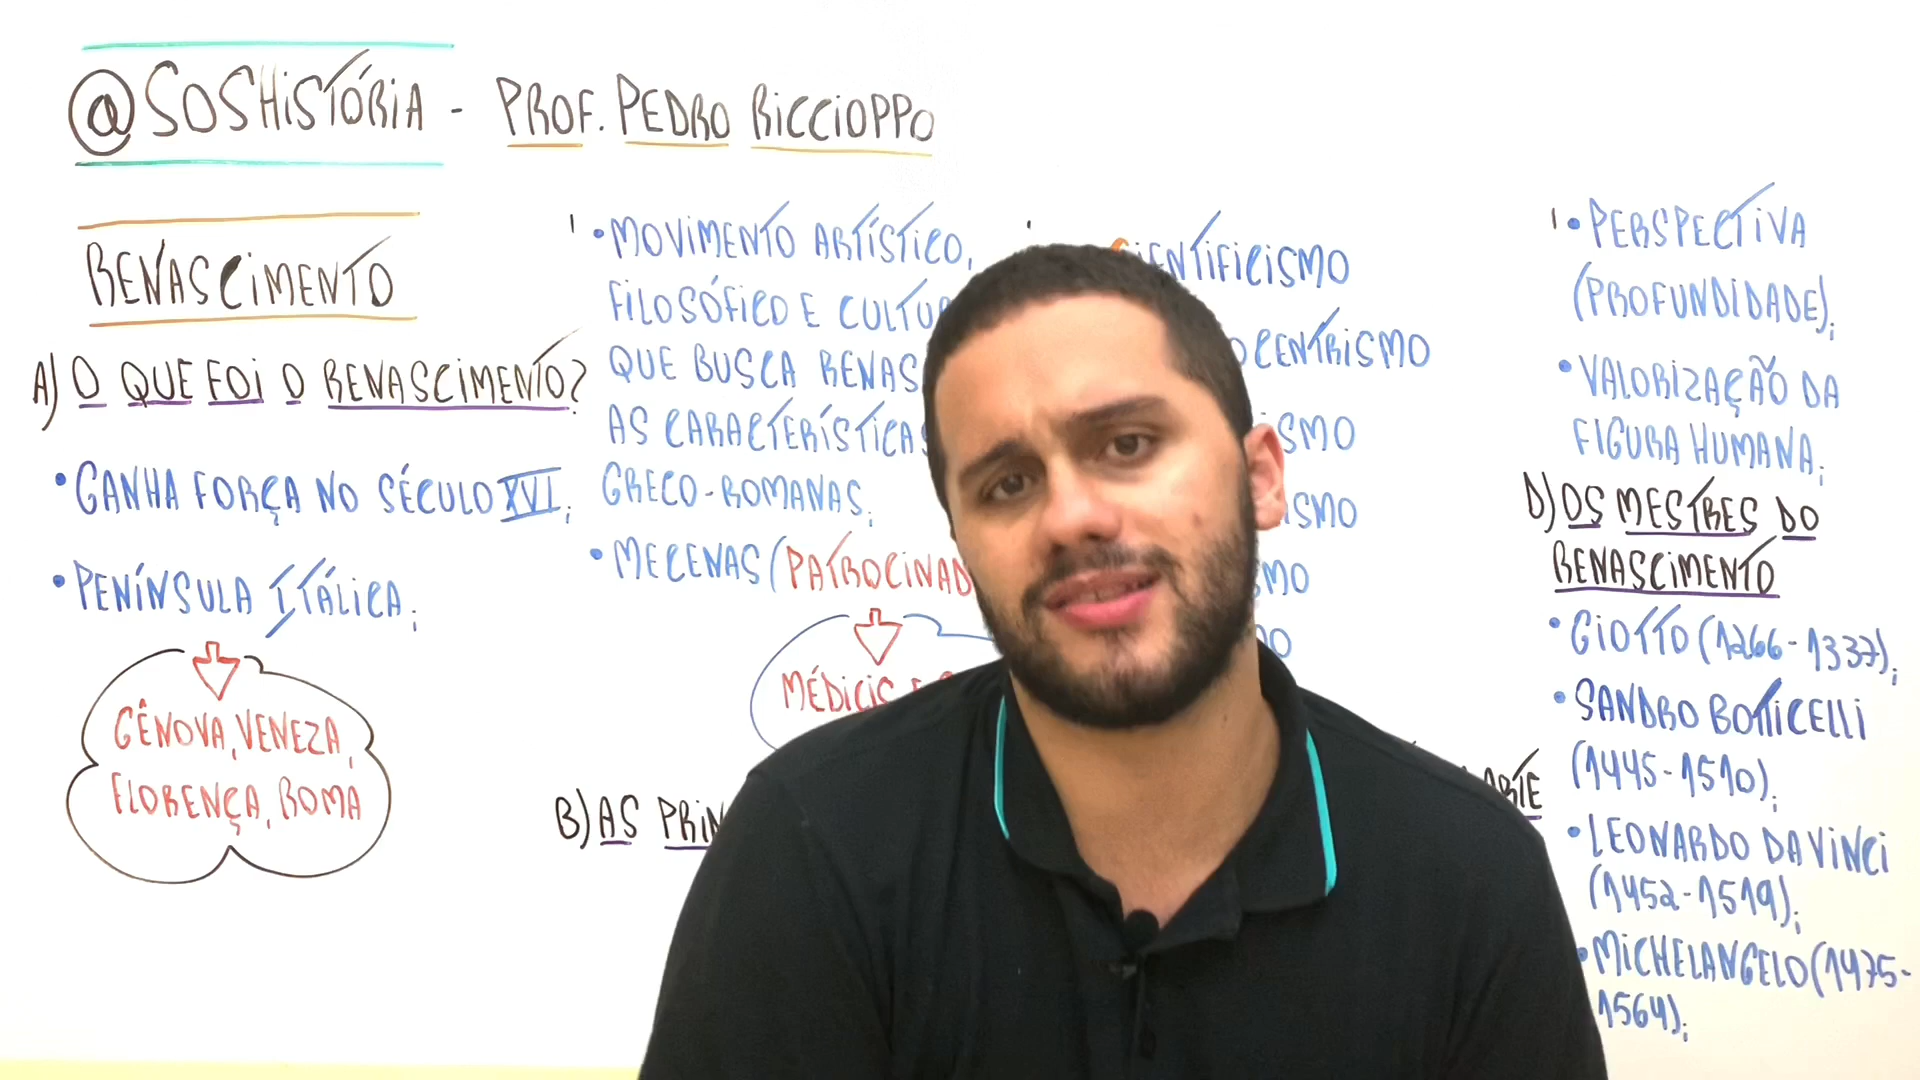 @SOSHISTÓRIA - PROF. PEDRO RICCIOPPO
RENASCIMENTO
A) O QUE FOI O RENASCIMENTO?
• GANHA FORÇA NO SÉCULO XVI;
• PENÍNSULA ITÁLICA;
GÊNOVA, VENEZA,
FLORENÇA, ROMA
• MOVIMENTO ARTÍSTICO,
FILOSÓFICO E CULTU
QUE BUSCA RENAS
AS CARACTERÍSTICAS
GRECO-ROMANAS;
• MECENAS (PATROCINAD
MÉDICIS E
B) AS PRIN
CIENTIFICISMO
OCENTRISMO
ISMO
ISMO
SMO
ARTE
• PERSPECTIVA
(PROFUNDIDADE);
• VALORIZAÇÃO DA
FIGURA HUMANA;
D) OS MESTRES DO
RENASCIMENTO
• GIOTTO (1266-1337);
• SANDRO BOTTICELLI
(1445-1510);
• LEONARDO DA VINCI
(1452-1519);
• MICHELANGELO (1475-
1564);